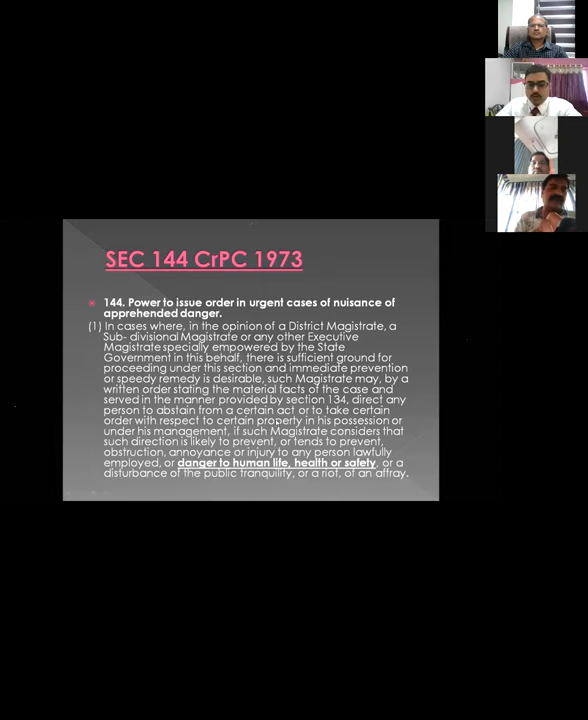 SEC 144 CrPC 1973
144. Power to issue order in urgent cases of nuisance of
apprehended danger.
(1) In cases where, in the opinion of a District Magistrate, a
Sub- divisional Magistrate or any other Executive
Magistrate specially empowered by the State
Government in this behalf, there is sufficient ground for
proceeding under this section and immediate prevention
or speedy remedy is desirable, such Magistrate may, by a
written order stating the material facts of the case and
served in the manner provided by section 134, direct any
person to abstain from a certain act or to take certain
order with respect to certain property in his possession or
under his management, if such Magistrate considers that
such direction is likely to prevent, or tends to prevent,
obstruction, annoyance or injury to any person lawfully
employed, or danger to human life, health or safety, or a
disturbance of the public tranquility, or a riot, of an affray.